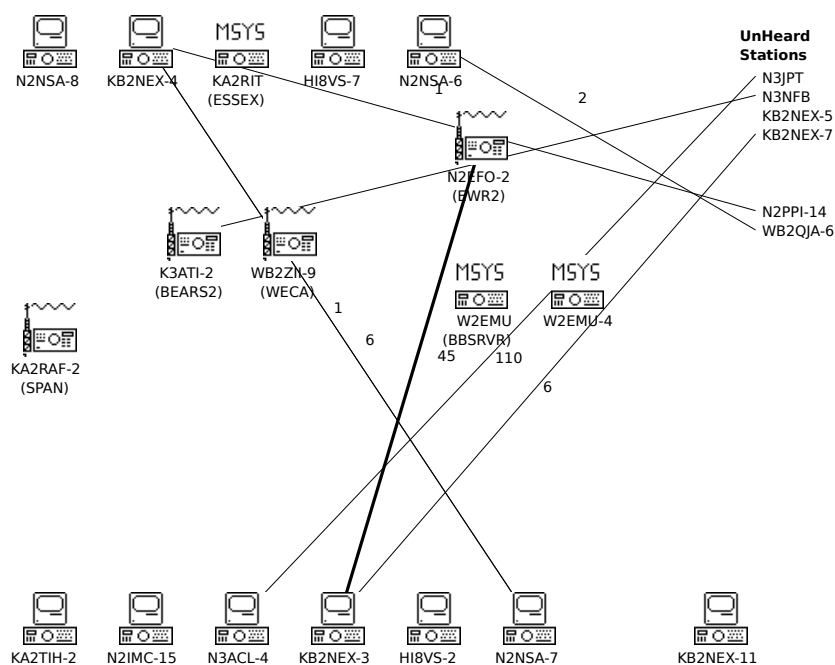 MSYS
UnHeard
Stations
N2NSA-8
KB2NEX-4
KA2RIT
(ESSEX)
HI8VS-7
N2NSA-6
N3JPT
N3NFB
KB2NEX-5
KB2NEX-7
1
2
N2EFO-2
(EWR2)
N2PPI-14
WB2QJA-6
K3ATI-2
(BEARS2)
WB2ZII-9
(WECA)
MSYS
MSYS
W2EMU
(BBSRVR)
W2EMU-4
1
6
45
110
KA2RAF-2
(SPAN)
6
KA2TIH-2
N2IMC-15
N3ACL-4
KB2NEX-3
HI8VS-2
N2NSA-7
KB2NEX-11